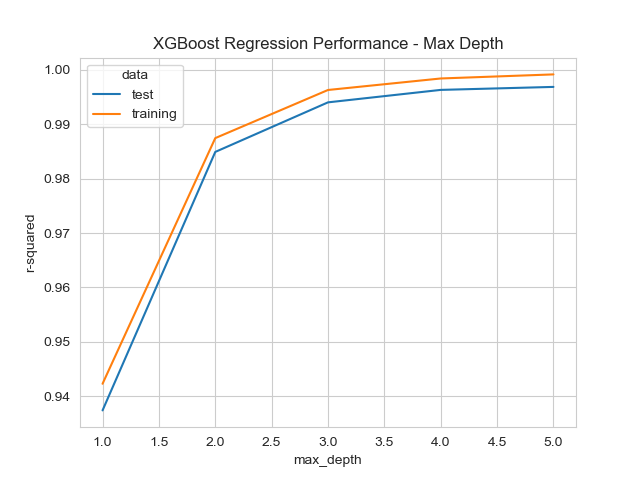 XGBoost Regression Performance - Max Depth
data
test
training
1.00
0.99
0.98
0.97
0.96
0.95
0.94
r-squared
1.0 1.5 2.0 2.5 3.0 3.5 4.0 4.5 5.0
max_depth